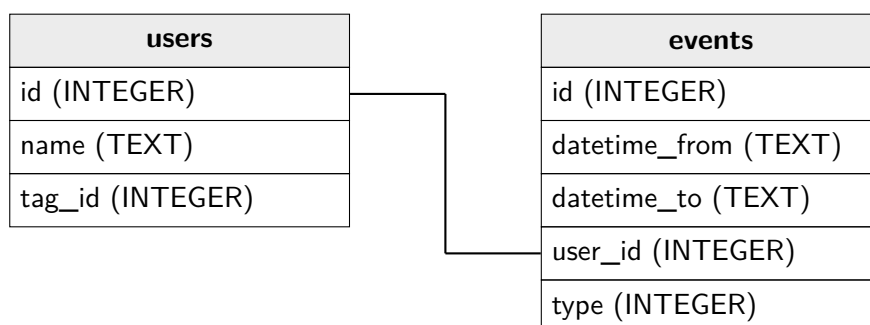 users
id (INTEGER)
name (TEXT)
tag_id (INTEGER)
events
id (INTEGER)
datetime_from (TEXT)
datetime_to (TEXT)
user_id (INTEGER)
type (INTEGER)